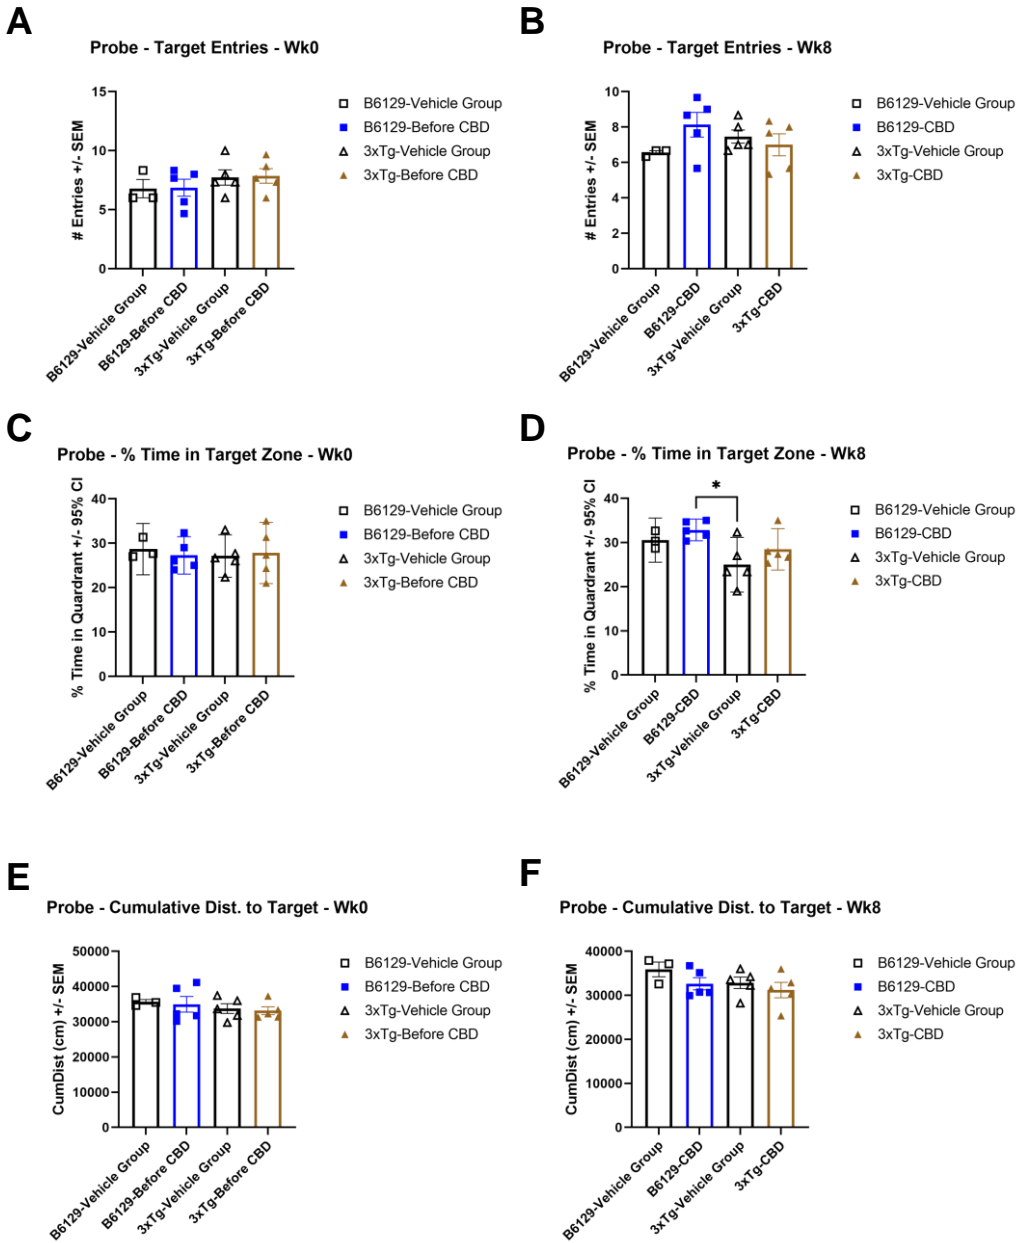 A
Probe - Target Entries - Wk0
# Entries +/- SEM
15
10
5
0
B6129-Vehicle Group
B6129-Before CBD
3xTg-Vehicle Group
3xTg-Before CBD
B6129-Vehicle Group
B6129-Before CBD
3xTg-Vehicle Group
3xTg-Before CBD
B
Probe - Target Entries - Wk8
# Entries +/- SEM
10
8
6
4
2
0
B6129-Vehicle Group
B6129-CBD
3xTg-Vehicle Group
3xTg-CBD
B6129-Vehicle Group
B6129-CBD
3xTg-Vehicle Group
3xTg-CBD
C
Probe - % Time in Target Zone - Wk0
% Time in Quardrant +/- 95% CI
40
30
20
10
0
B6129-Vehicle Group
B6129-Before CBD
3xTg-Vehicle Group
3xTg-Before CBD
B6129-Vehicle Group
B6129-Before CBD
3xTg-Vehicle Group
3xTg-Before CBD
D
Probe - % Time in Target Zone - Wk8
% Time in Quardrant +/- 95% CI
40
30
20
10
0
*
B6129-Vehicle Group
B6129-CBD
3xTg-Vehicle Group
3xTg-CBD
B6129-Vehicle Group
B6129-CBD
3xTg-Vehicle Group
3xTg-CBD
E
Probe - Cumulative Dist. to Target - Wk0
CumDist (cm) +/- SEM
50000
40000
30000
20000
10000
0
B6129-Vehicle Group
B6129-Before CBD
3xTg-Vehicle Group
3xTg-Before CBD
B6129-Vehicle Group
B6129-Before CBD
3xTg-Vehicle Group
3xTg-Before CBD
F
Probe - Cumulative Dist. to Target - Wk8
CumDist (cm) +/- SEM
40000
30000
20000
10000
0
B6129-Vehicle Group
B6129-CBD
3xTg-Vehicle Group
3xTg-CBD
B6129-Vehicle Group
B6129-CBD
3xTg-Vehicle Group
3xTg-CBD